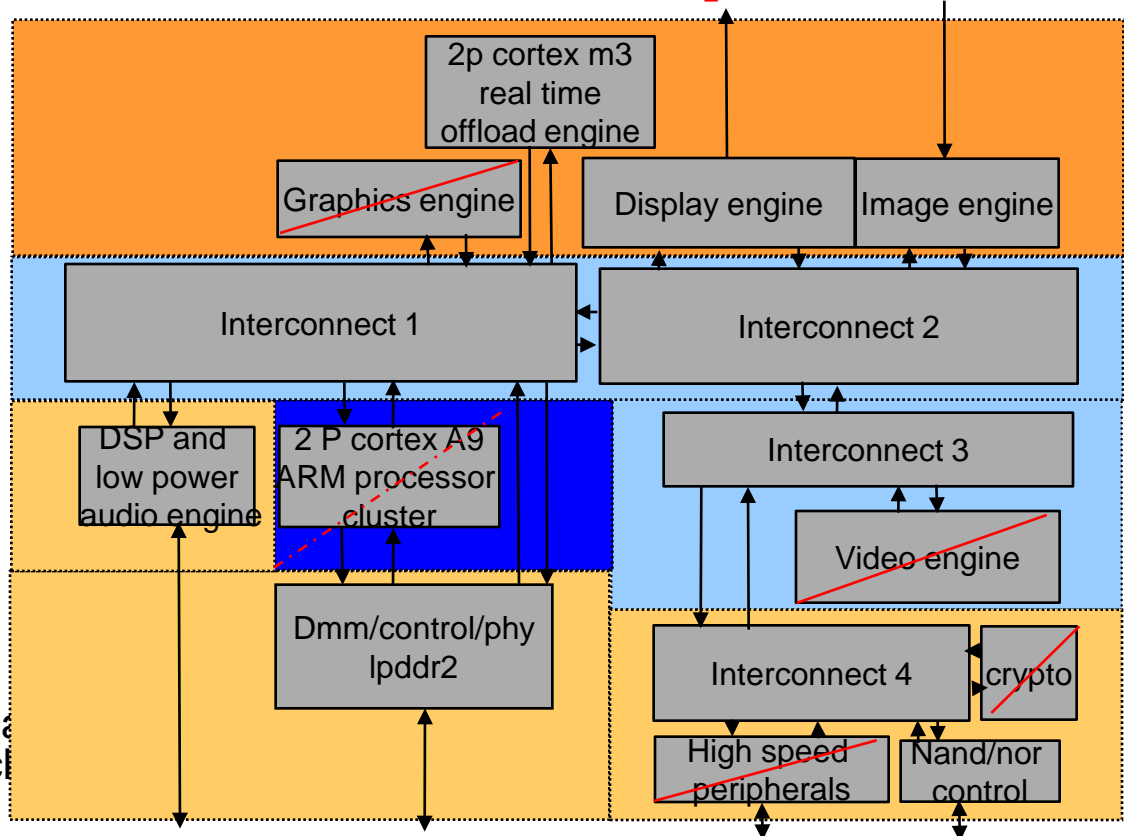 2p cortex m3
real time
offload engine
Graphics engine
Display engine
Image engine
Interconnect 1
Interconnect 2
DSP and
low power
audio engine
2 P cortex A9
ARM processor
cluster
Interconnect 3
Video engine
Dmm/control/phy
lpddr2
Interconnect 4
crypto
High speed
peripherals
Nand/nor
control